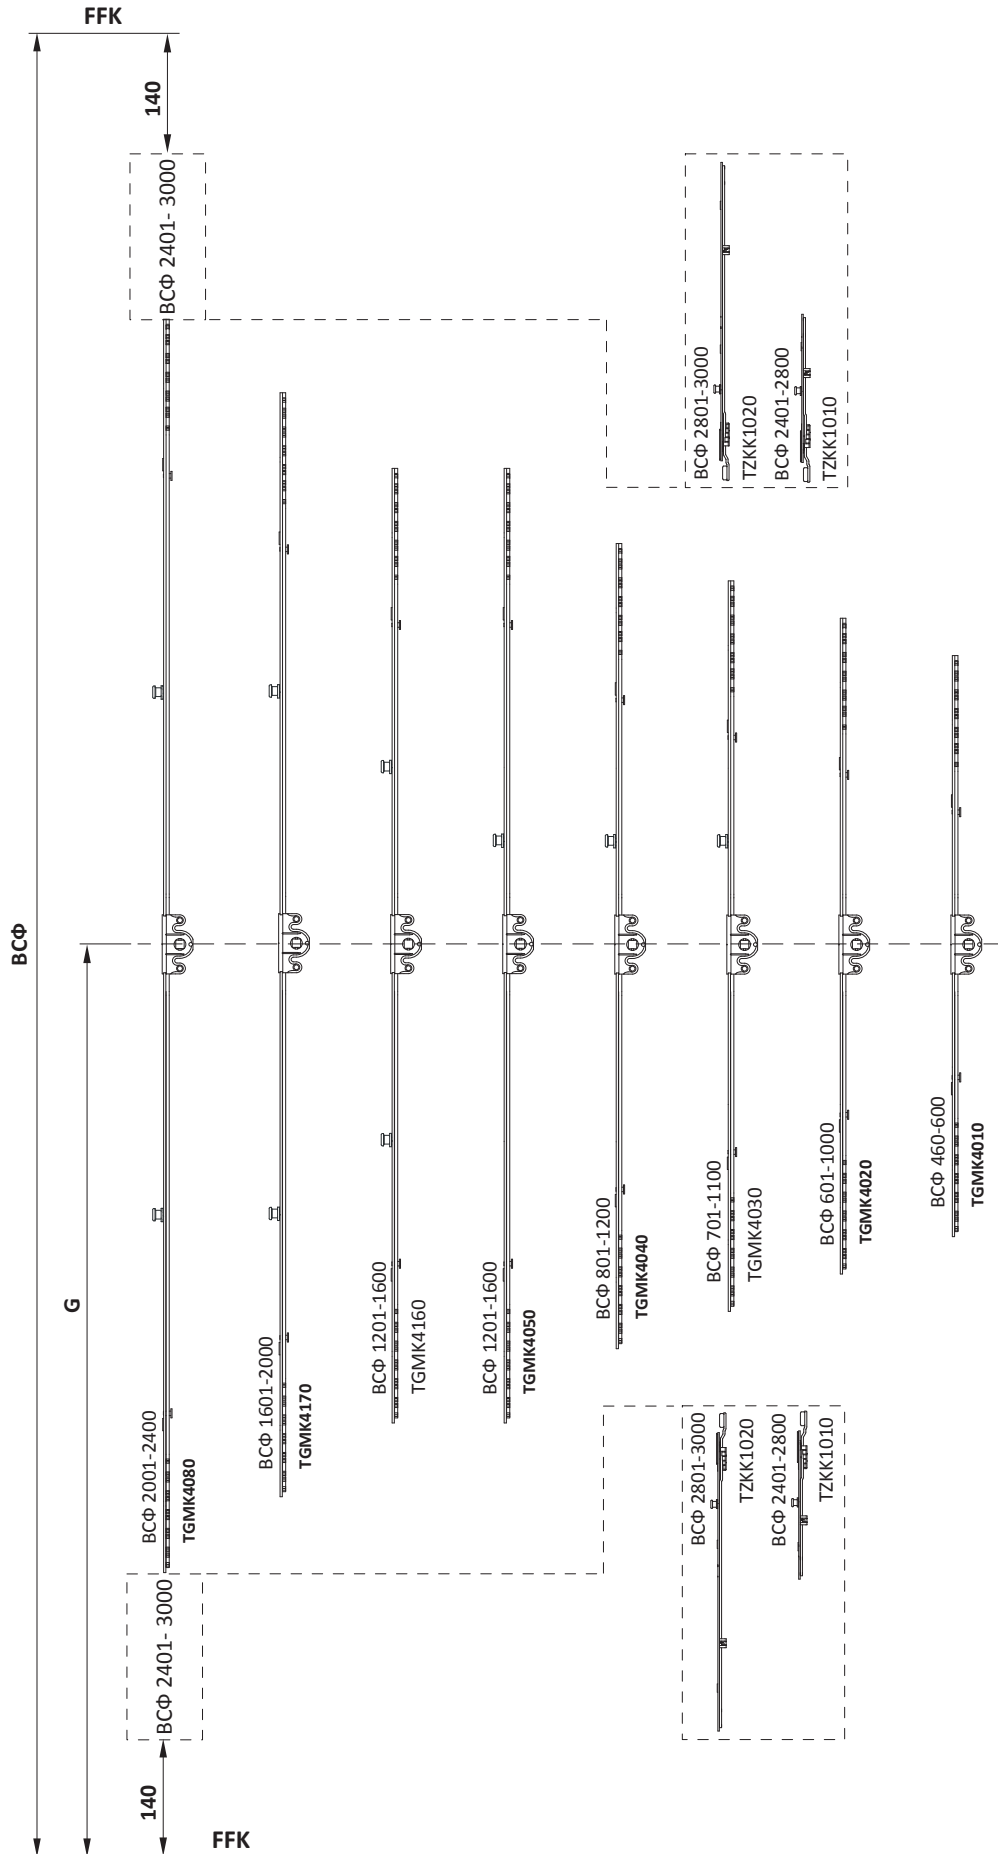 FFK
140
ВСФ 2401- 3000
ВСФ 2801-3000
TZKK1020
ВСФ 2401-2800
TZKK1010
ВСФ
G
ВСФ 2001-2400
TGMK4080
ВСФ 1601-2000
TGMK4170
ВСФ 1201-1600
TGMK4160
ВСФ 1201-1600
TGMK4050
ВСФ 801-1200
TGMK4040
ВСФ 701-1100
TGMK4030
ВСФ 601-1000
TGMK4020
ВСФ 460-600
TGMK4010
ВСФ 2401- 3000
ВСФ 2801-3000
TZKK1020
ВСФ 2401-2800
TZKK1010
140
FFK